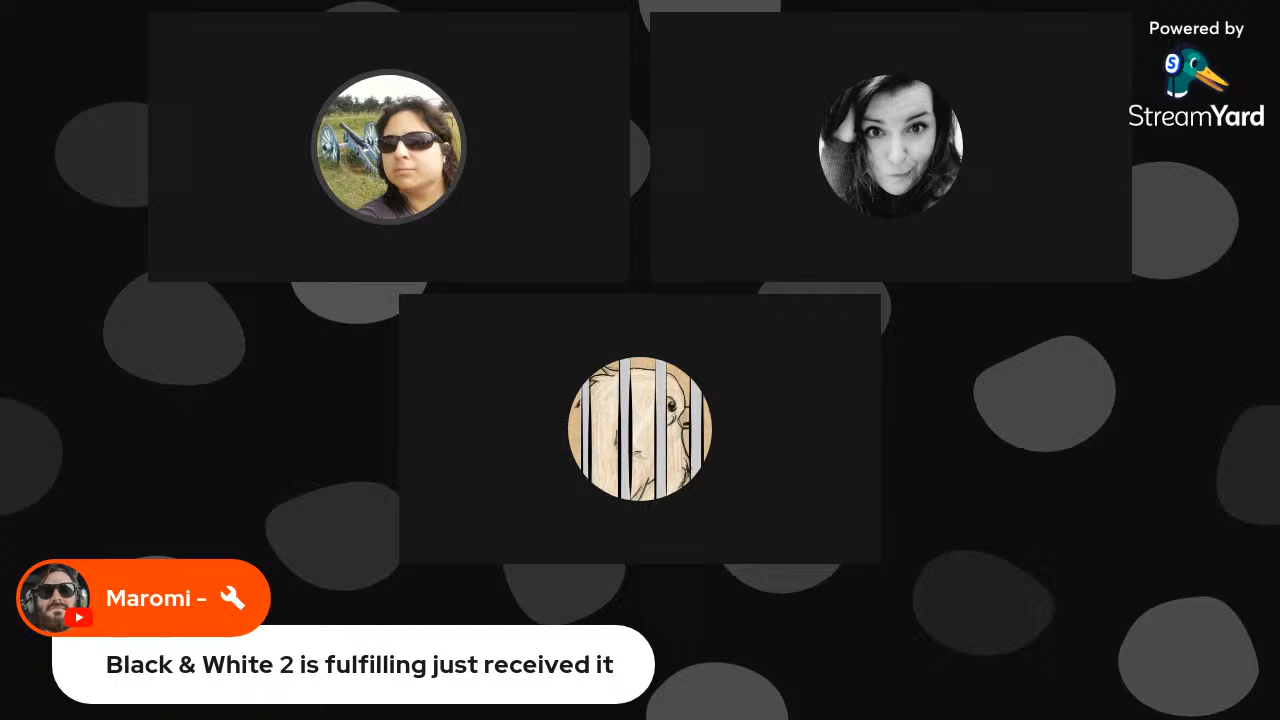 Powered by
S
StreamYard
Maromi -
Black & White 2 is fulfilling just received it